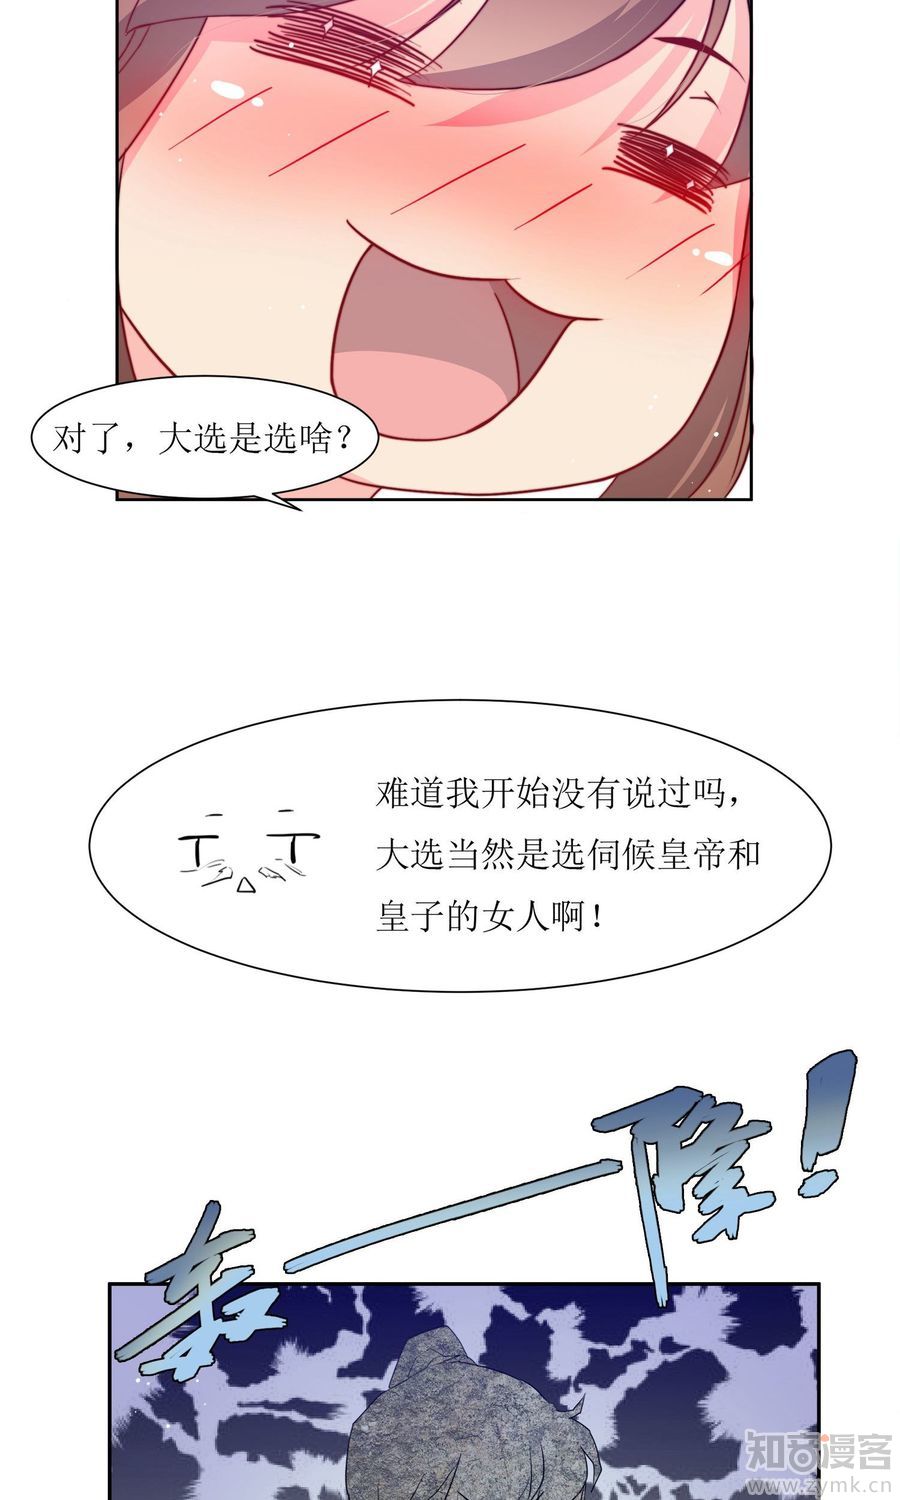 对了，大选是选啥？
难道我开始没有说过吗，
大选当然是选伺候皇帝和
皇子的女人啊！
轰一隆！
知音漫客
www.zymk.cn